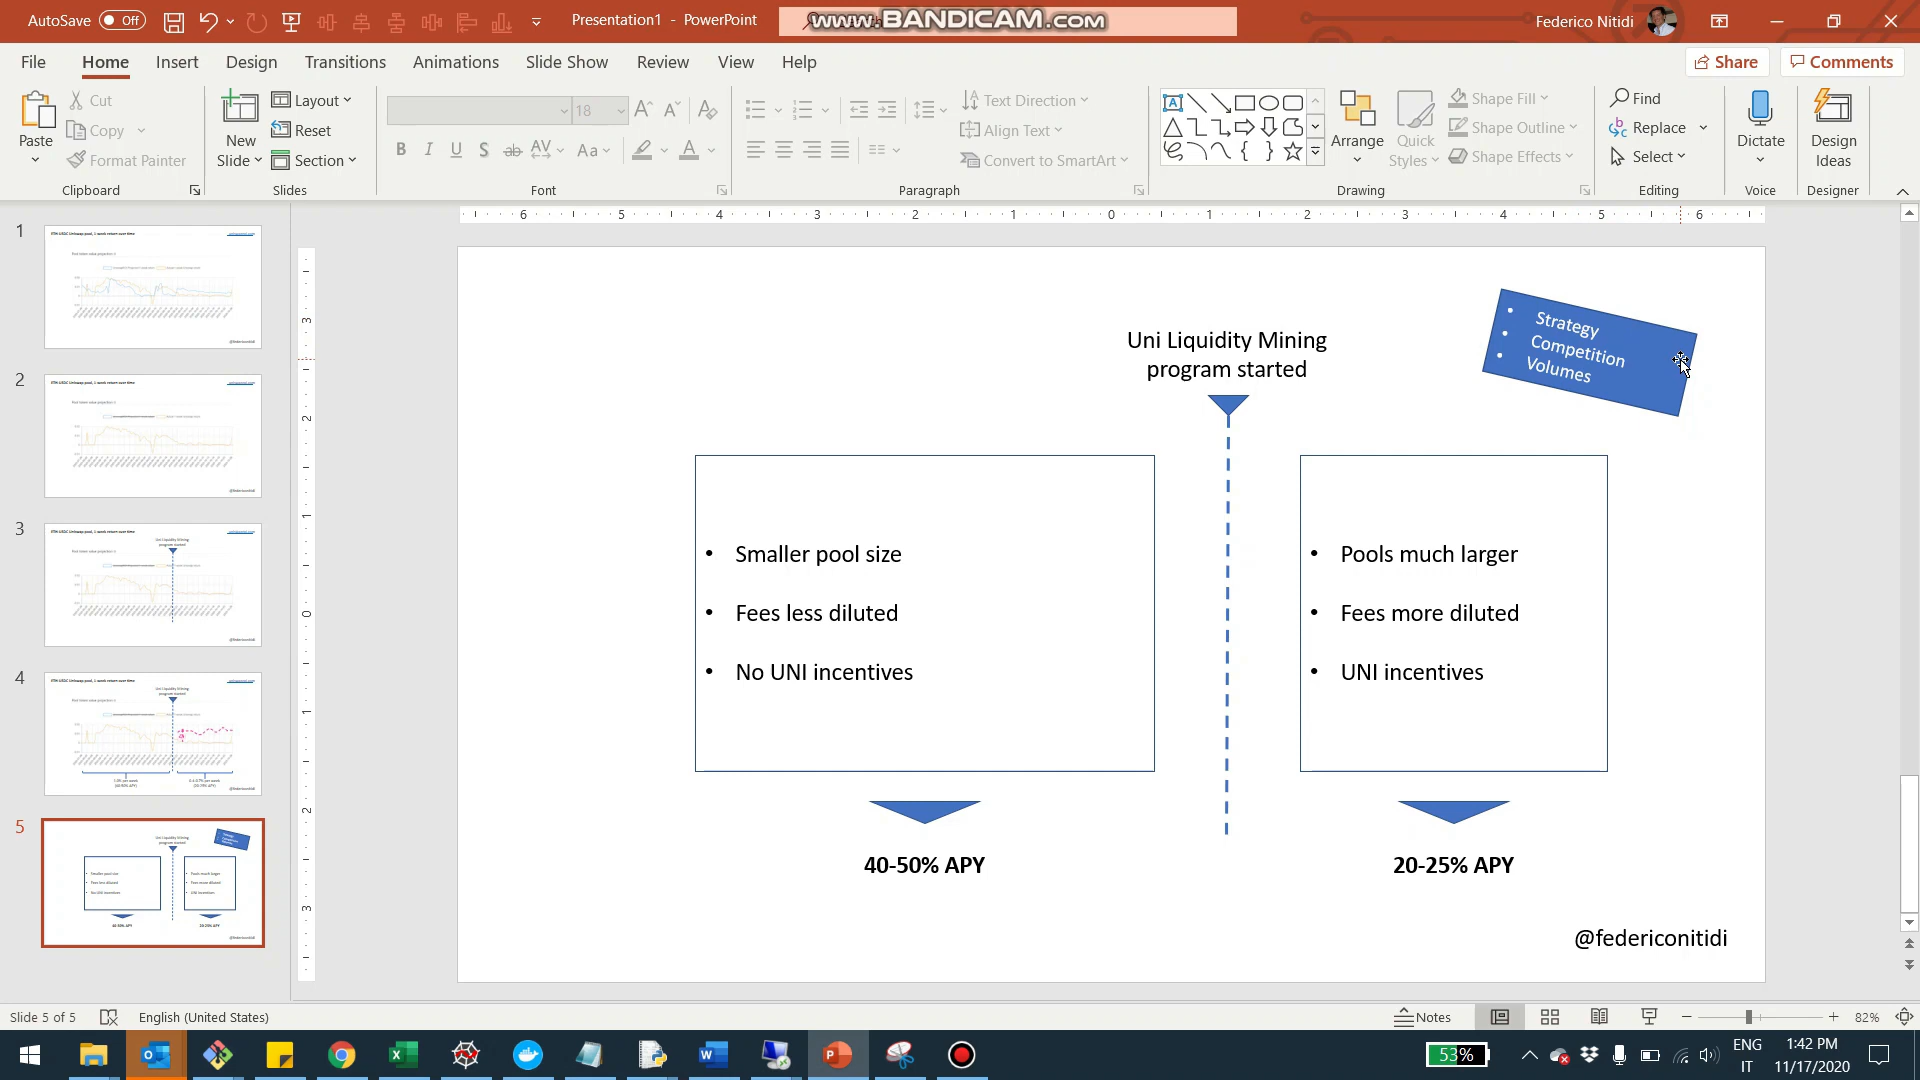 AutoSave Off
Presentation1 - PowerPoint
www.BANDICAM.com
Federico Nitidi
File Home Insert Design Transitions Animations Slide Show Review View Help
Share Comments
Paste
Cut
Copy
Format Painter
Clipboard
New
Slide
Layout
Reset
Section
Slides
18
Font
Text Direction
Align Text
Convert to SmartArt
Paragraph
Arrange
Quick
Styles
Shape Fill
Shape Outline
Shape Effects
Drawing
Find
Replace
Select
Editing
Dictate
Voice
Design
Ideas
Designer
1
2
3
4
5
Uni Liquidity Mining
program started
• Strategy
• Competition
• Volumes
• Smaller pool size
• Fees less diluted
• No UNI incentives
• Pools much larger
• Fees more diluted
• UNI incentives
40-50% APY
20-25% APY
@federiconitidi
Slide 5 of 5
English (United States)
Notes
82%
53%
ENG
IT
1:42 PM
11/17/2020